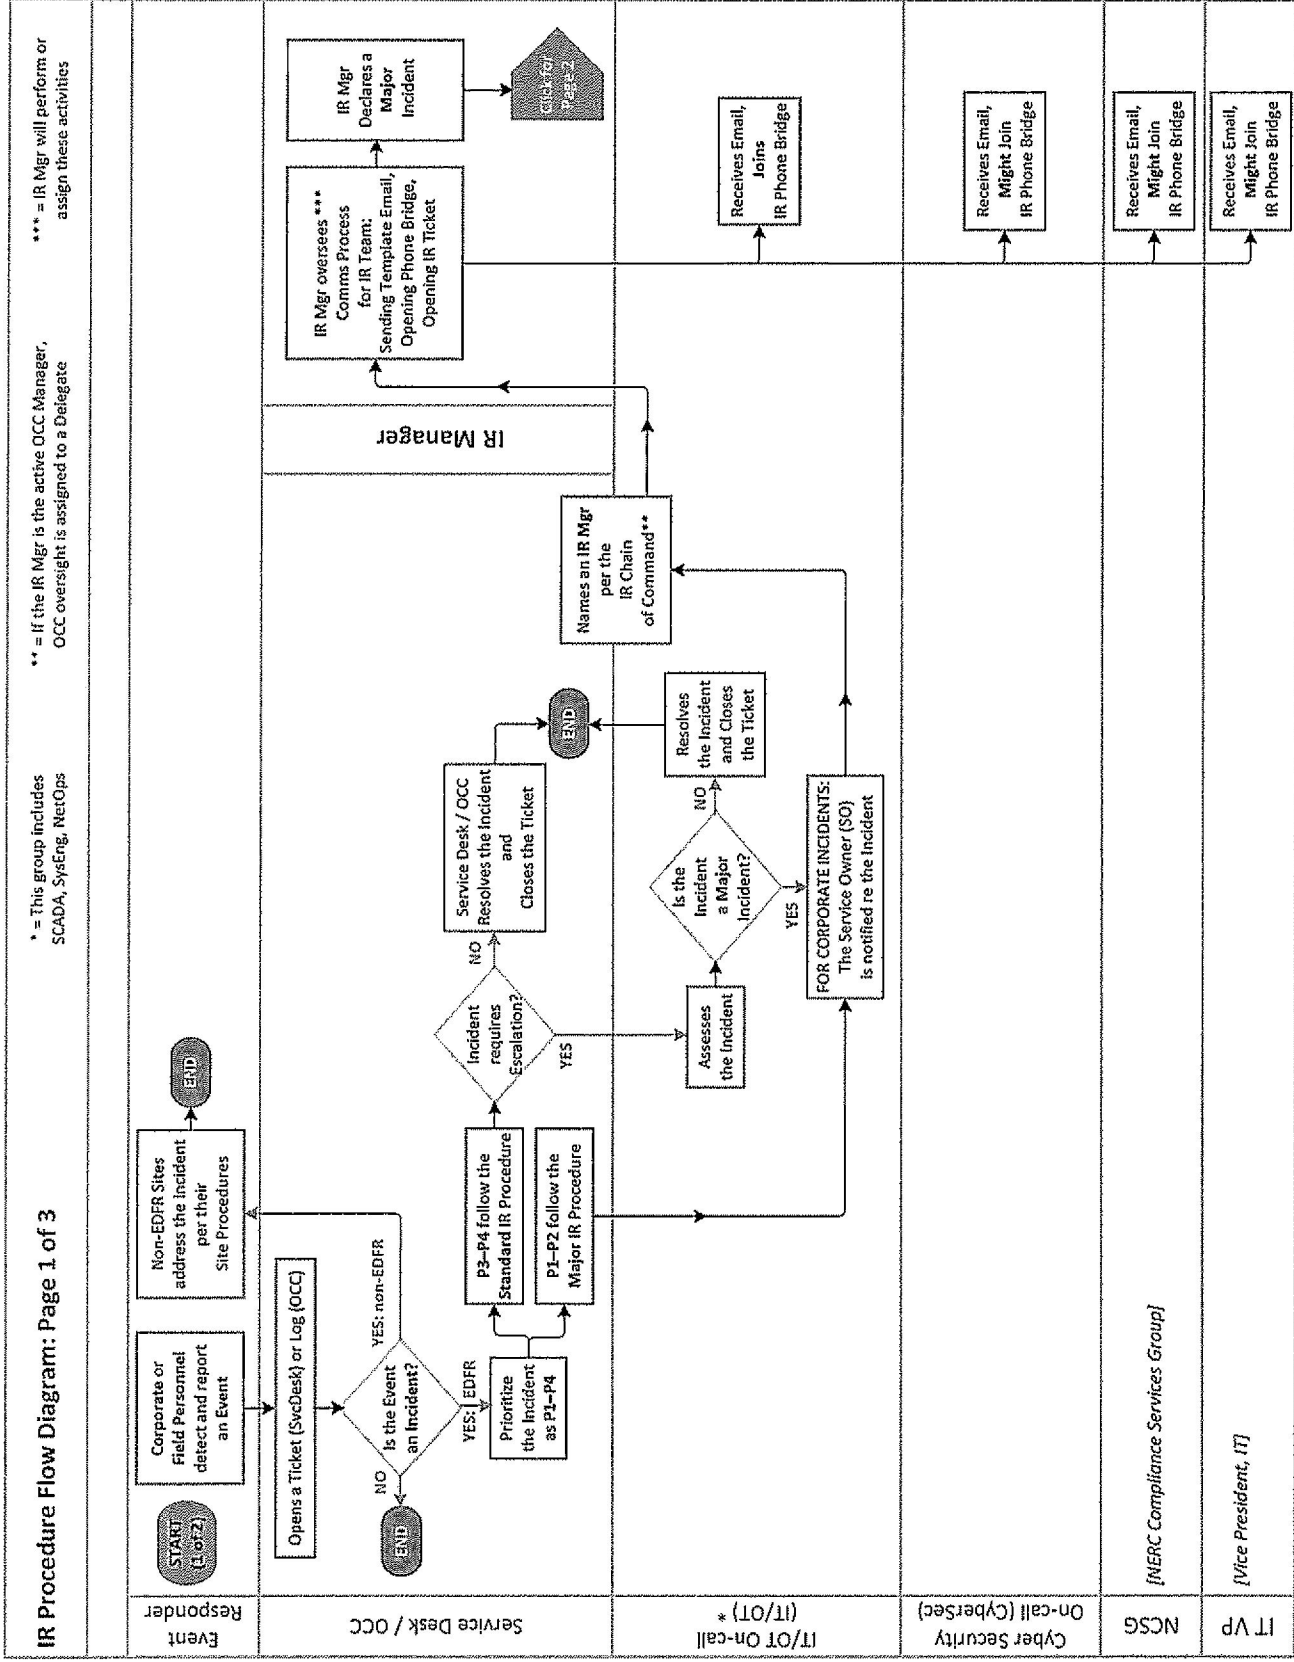 IR Procedure Flow Diagram: Page 1 of 3
* = This group includes
SCADA, SysEng, NetOps
** = If the IR Mgr is the active OCC Manager,
OCC oversight is assigned to a Delegate
*** = IR Mgr will perform or
assign these activities
Event
Responder
START
(1 of 2)
Corporate or
Field Personnel
detect and report
an Event
Non-EDFR Sites
address the Incident
per their
Site Procedures
END
Service Desk / OCC
Opens a Ticket (SvcDesk) or Log (OCC)
Is the Event
an Incident?
NO
END
YES: non-EDFR
YES: EDFR
Prioritize
the Incident
as P1–P4
P3–P4 follow the
Standard IR Procedure
P1–P2 follow the
Major IR Procedure
Incident
requires
Escalation?
NO
YES
Service Desk / OCC
Resolves the Incident
and
Closes the Ticket
END
IR Manager
IR Mgr oversees ***
Comms Process
for IR Team:
Sending Template Email,
Opening Phone Bridge,
Opening IR Ticket
IR Mgr
Declares a
Major
Incident
Click for
Page 2
IT/OT On-call
(IT/OT) *
Assesses
the Incident
Is the
Incident
a Major
Incident?
NO
YES
Resolves
the Incident
and Closes
the Ticket
FOR CORPORATE INCIDENTS:
The Service Owner (SO)
is notified re the Incident
Names an IR Mgr
per the
IR Chain
of Command**
Receives Email,
Joins
IR Phone Bridge
Cyber Security
On-call (CyberSec)
Receives Email,
Might Join
IR Phone Bridge
NCSG
[NERC Compliance Services Group]
Receives Email,
Might Join
IR Phone Bridge
IT VP
[Vice President, IT]
Receives Email,
Might Join
IR Phone Bridge